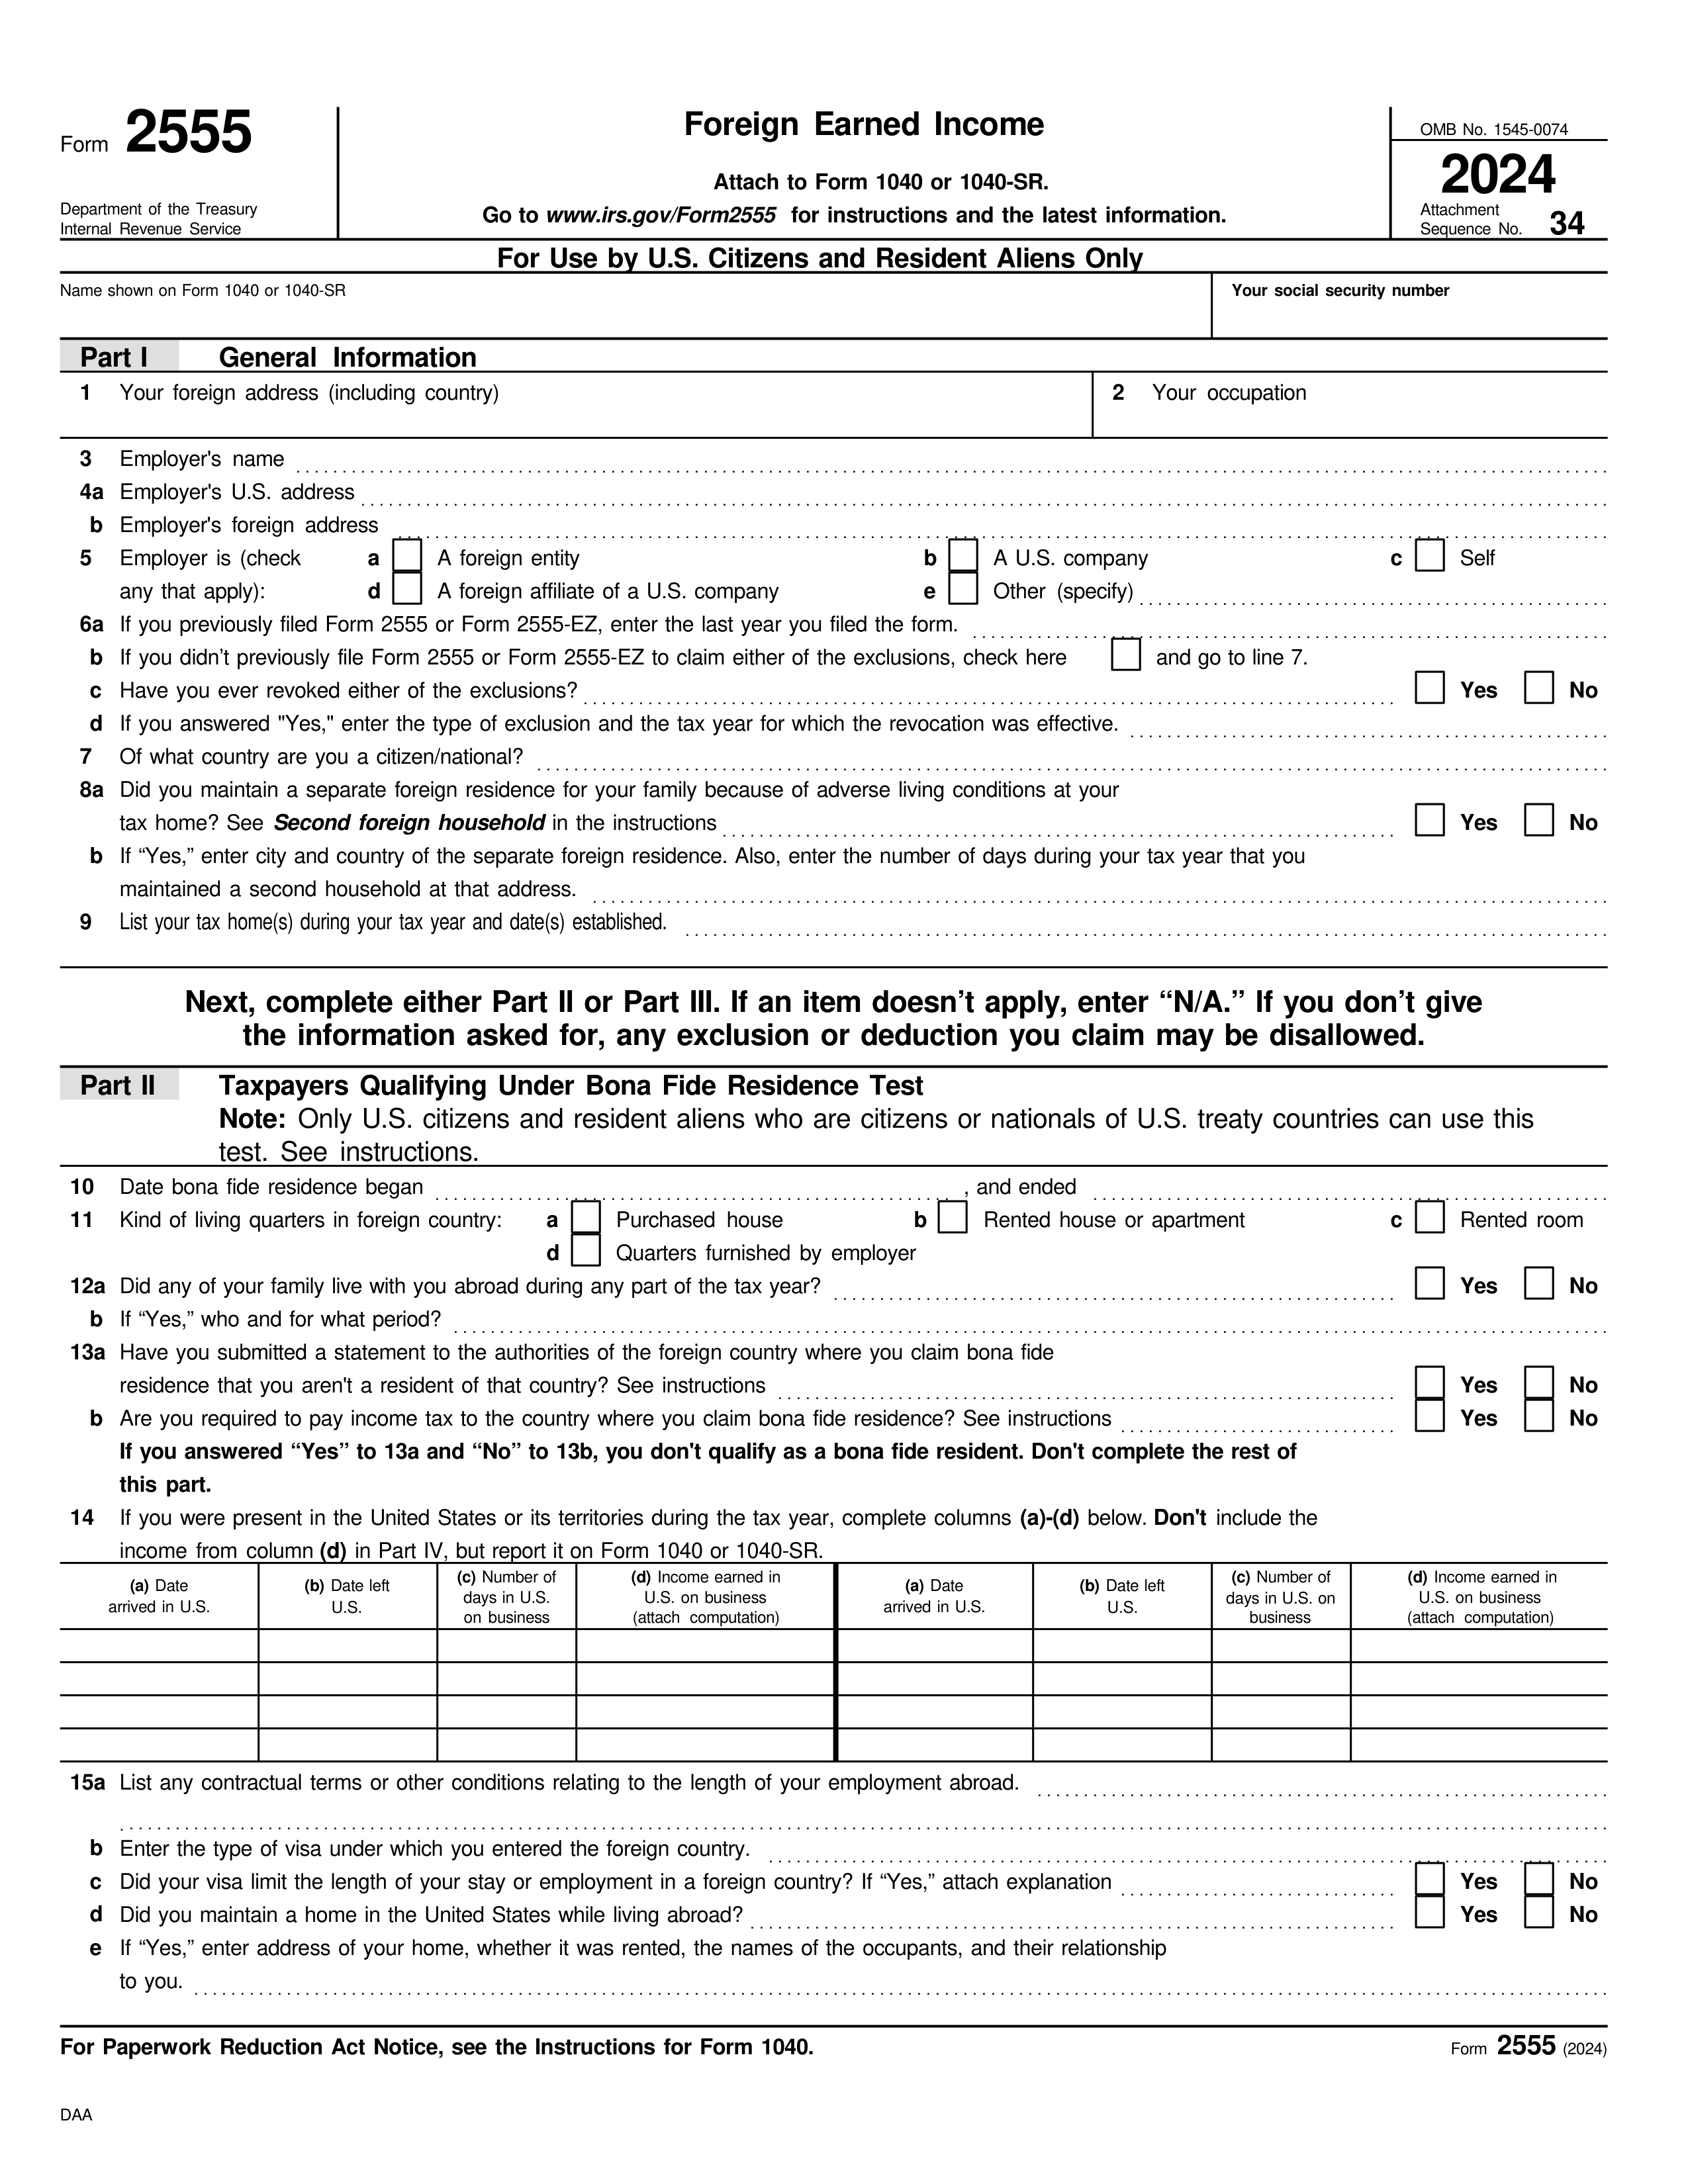 Form 2555
Department of the Treasury
Internal Revenue Service
Foreign Earned Income
Attach to Form 1040 or 1040-SR.
Go to www.irs.gov/Form2555 for instructions and the latest information.
OMB No. 1545-0074
2024
Attachment
Sequence No. 34
For Use by U.S. Citizens and Resident Aliens Only
Name shown on Form 1040 or 1040-SR
Your social security number
Part I General Information
1 Your foreign address (including country)
2 Your occupation
3 Employer's name
4a Employer's U.S. address
b Employer's foreign address
5 Employer is (check a A foreign entity b A U.S. company c Self
any that apply): d A foreign affiliate of a U.S. company e Other (specify)
6a If you previously filed Form 2555 or Form 2555-EZ, enter the last year you filed the form.
b If you didn’t previously file Form 2555 or Form 2555-EZ to claim either of the exclusions, check here and go to line 7.
c Have you ever revoked either of the exclusions? Yes No
d If you answered "Yes," enter the type of exclusion and the tax year for which the revocation was effective.
7 Of what country are you a citizen/national?
8a Did you maintain a separate foreign residence for your family because of adverse living conditions at your
tax home? See Second foreign household in the instructions Yes No
b If “Yes,” enter city and country of the separate foreign residence. Also, enter the number of days during your tax year that you
maintained a second household at that address.
9 List your tax home(s) during your tax year and date(s) established.
Next, complete either Part II or Part III. If an item doesn’t apply, enter “N/A.” If you don’t give
the information asked for, any exclusion or deduction you claim may be disallowed.
Part II Taxpayers Qualifying Under Bona Fide Residence Test
Note: Only U.S. citizens and resident aliens who are citizens or nationals of U.S. treaty countries can use this
test. See instructions.
10 Date bona fide residence began , and ended
11 Kind of living quarters in foreign country: a Purchased house b Rented house or apartment c Rented room
d Quarters furnished by employer
12a Did any of your family live with you abroad during any part of the tax year? Yes No
b If “Yes,” who and for what period?
13a Have you submitted a statement to the authorities of the foreign country where you claim bona fide
residence that you aren't a resident of that country? See instructions Yes No
b Are you required to pay income tax to the country where you claim bona fide residence? See instructions Yes No
If you answered “Yes” to 13a and “No” to 13b, you don't qualify as a bona fide resident. Don't complete the rest of
this part.
14 If you were present in the United States or its territories during the tax year, complete columns (a)-(d) below. Don't include the
income from column (d) in Part IV, but report it on Form 1040 or 1040-SR.
(a) Date
arrived in U.S.
(b) Date left
U.S.
(c) Number of
days in U.S.
on business
(d) Income earned in
U.S. on business
(attach computation)
(a) Date
arrived in U.S.
(b) Date left
U.S.
(c) Number of
days in U.S. on
business
(d) Income earned in
U.S. on business
(attach computation)
15a List any contractual terms or other conditions relating to the length of your employment abroad.
b Enter the type of visa under which you entered the foreign country.
c Did your visa limit the length of your stay or employment in a foreign country? If “Yes,” attach explanation Yes No
d Did you maintain a home in the United States while living abroad? Yes No
e If “Yes,” enter address of your home, whether it was rented, the names of the occupants, and their relationship
to you.
For Paperwork Reduction Act Notice, see the Instructions for Form 1040.
Form 2555 (2024)
DAA